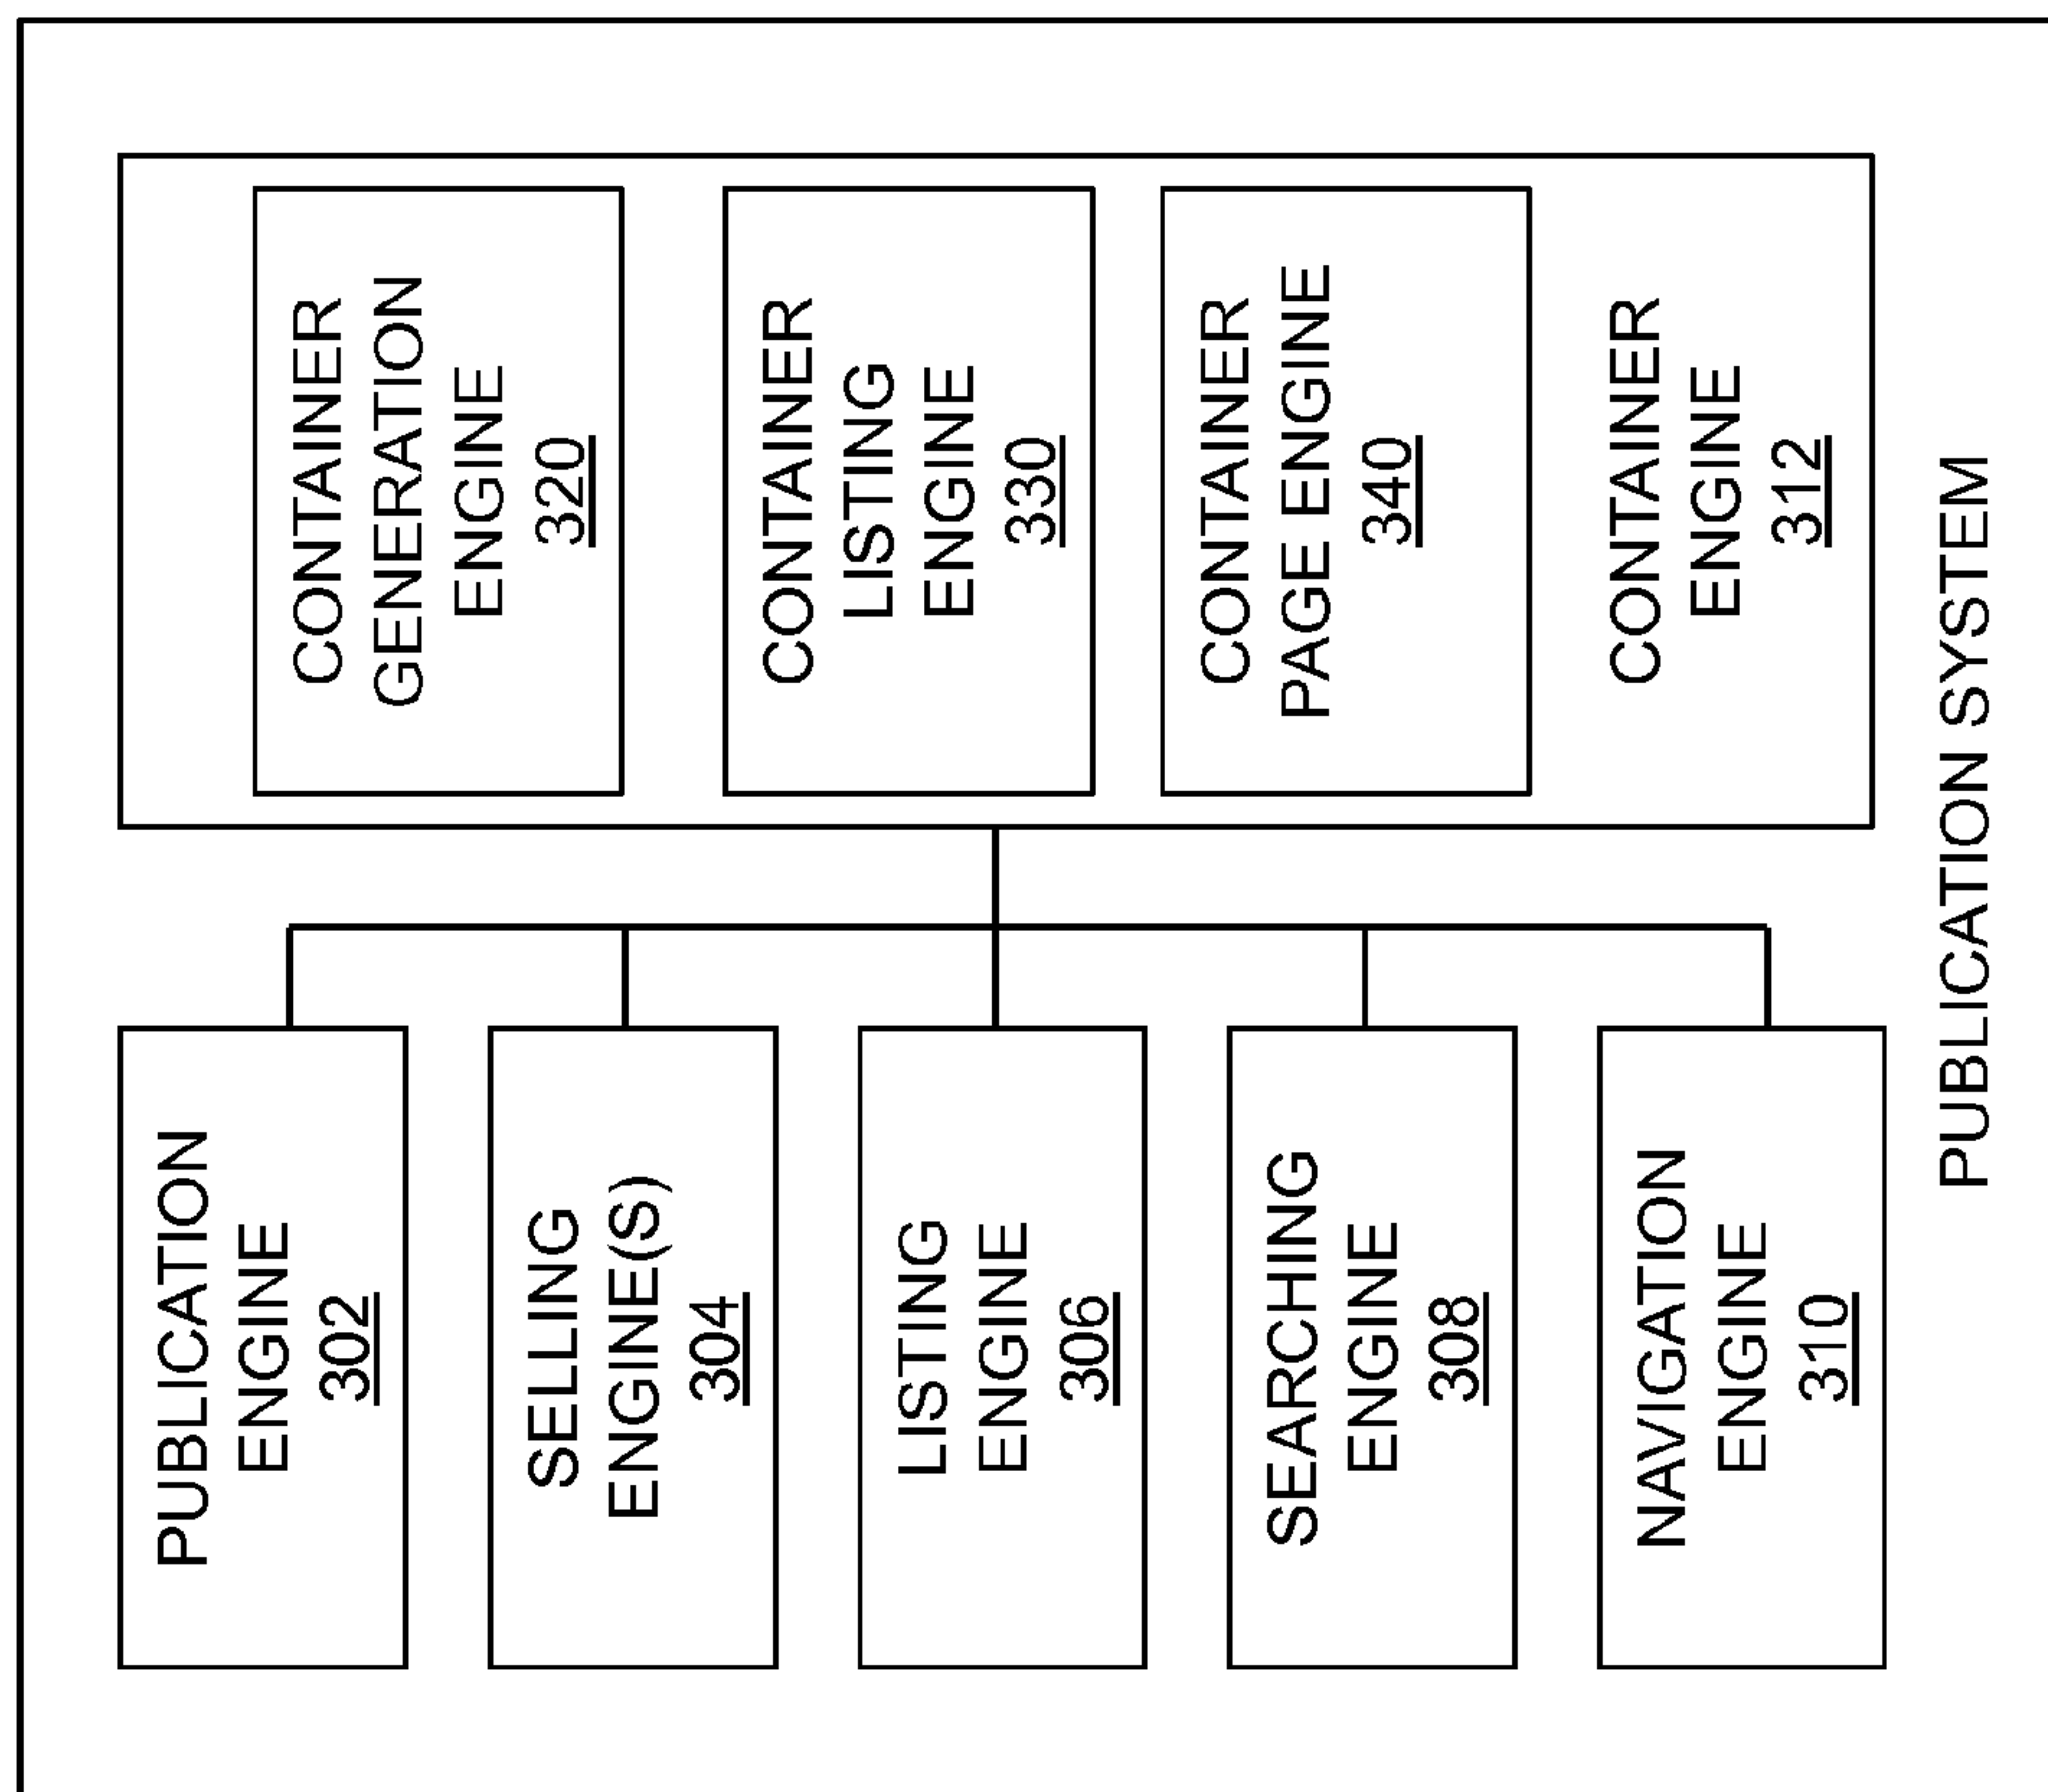 PUBLICATION
ENGINE
302
SELLING
ENGINE(S)
304
LISTING
ENGINE
306
SEARCHING
ENGINE
308
NAVIGATION
ENGINE
310
CONTAINER
GENERATION
ENGINE
320
CONTAINER
LISTING
ENGINE
330
CONTAINER
PAGE ENGINE
340
CONTAINER
ENGINE
312
PUBLICATION SYSTEM